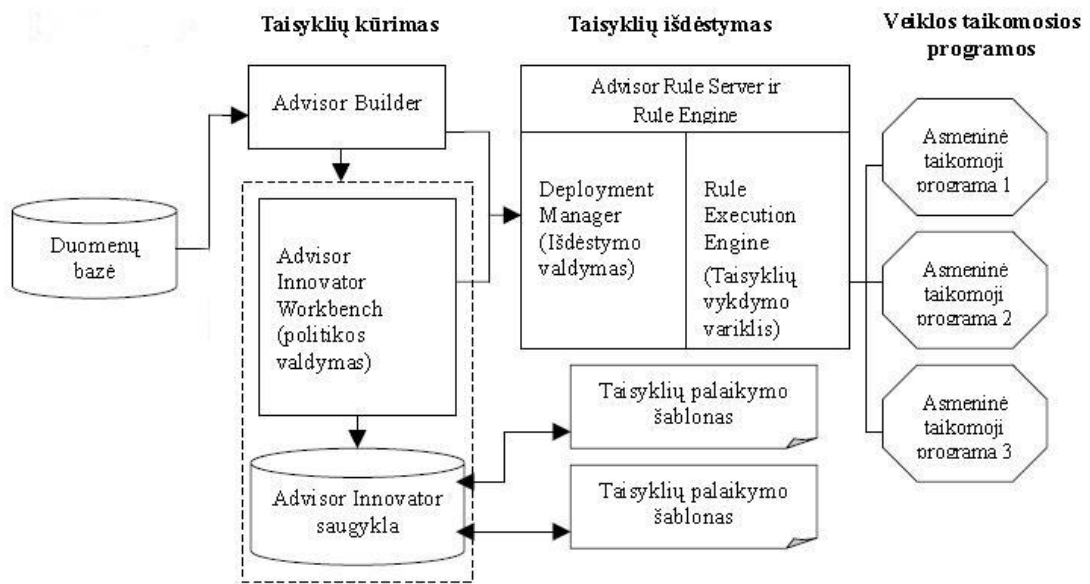 Taisyklių kūrimas
Taisyklių išdėstymas
Veiklos taikomosios
programos
Advisor Builder
Advisor Rule Server ir
Rule Engine
Duomenų
bazė
Advisor
Innovator
Workbench
(politikos
valdymas)
Deployment
Manager
(Išdėstymo
valdymas)
Rule
Execution
Engine
(Taisyklių
vykdymo
variklis)
Asmeninė
taikomoji
programa 1
Asmeninė
taikomoji
programa 2
Asmeninė
taikomoji
programa 3
Taisyklių palaikymo
šablonas
Taisyklių palaikymo
šablonas
Advisor Innovator
saugykla